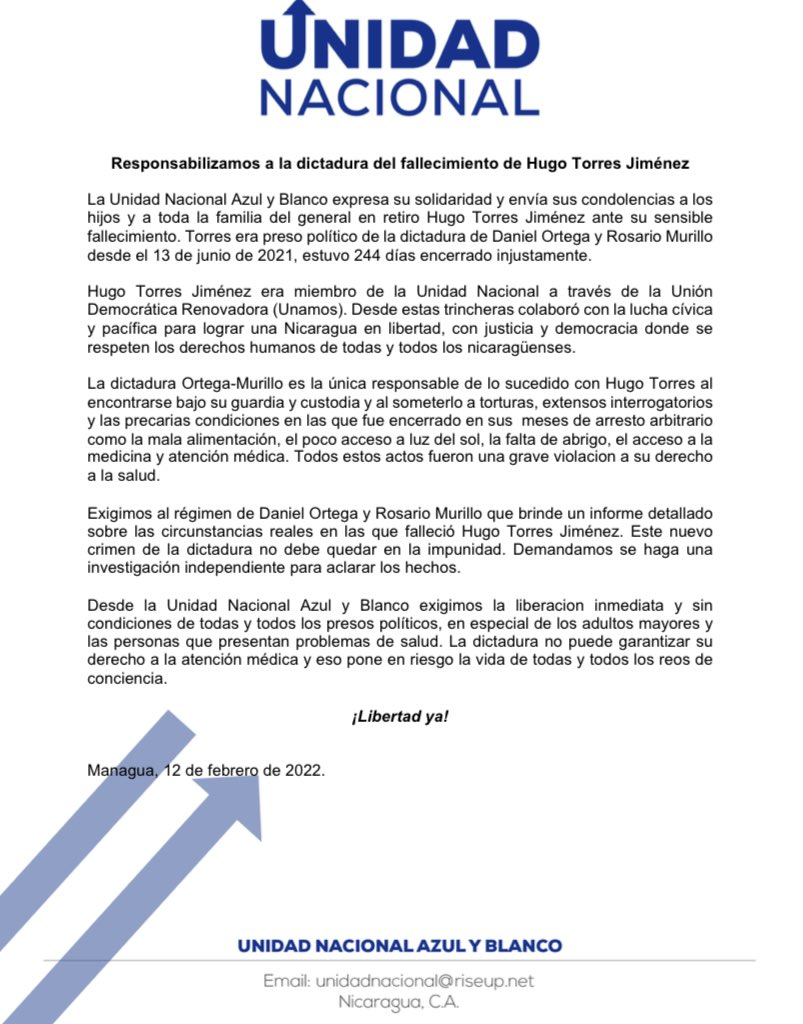 UNIDAD
NACIONAL
Responsabilizamos a la dictadura del fallecimiento de Hugo Torres Jiménez
La Unidad Nacional Azul y Blanco expresa su solidaridad y envía sus condolencias a los
hijos y a toda la familia del general en retiro Hugo Torres Jiménez ante su sensible
fallecimiento. Torres era preso político de la dictadura de Daniel Ortega y Rosario Murillo
desde el 13 de junio de 2021, estuvo 244 días encerrado injustamente.
Hugo Torres Jiménez era miembro de la Unidad Nacional a través de la Unión
Democrática Renovadora (Unamos). Desde estas trincheras colaboró con la lucha cívica
y pacífica para lograr una Nicaragua en libertad, con justicia y democracia donde se
respeten los derechos humanos de todas y todos los nicaragüenses.
La dictadura Ortega-Murillo es la única responsable de lo sucedido con Hugo Torres al
encontrarse bajo su guardia y custodia y al someterlo a torturas, extensos interrogatorios
y las precarias condiciones en las que fue encerrado en sus meses de arresto arbitrario
como la mala alimentación, el poco acceso a luz del sol, la falta de abrigo, el acceso a la
medicina y atención médica. Todos estos actos fueron una grave violacion a su derecho
a la salud.
Exigimos al régimen de Daniel Ortega y Rosario Murillo que brinde un informe detallado
sobre las circunstancias reales en las que falleció Hugo Torres Jiménez. Este nuevo
crimen de la dictadura no debe quedar en la impunidad. Demandamos se haga una
investigación independiente para aclarar los hechos.
Desde la Unidad Nacional Azul y Blanco exigimos la liberacion inmediata y sin
condiciones de todas y todos los presos políticos, en especial de los adultos mayores y
las personas que presentan problemas de salud. La dictadura no puede garantizar su
derecho a la atención médica y eso pone en riesgo la vida de todas y todos los reos de
conciencia.
¡Libertad ya!
Managua, 12 de febrero de 2022.
UNIDAD NACIONAL AZUL Y BLANCO
Email: unidadnacional@riseup.net
Nicaragua, C.A.